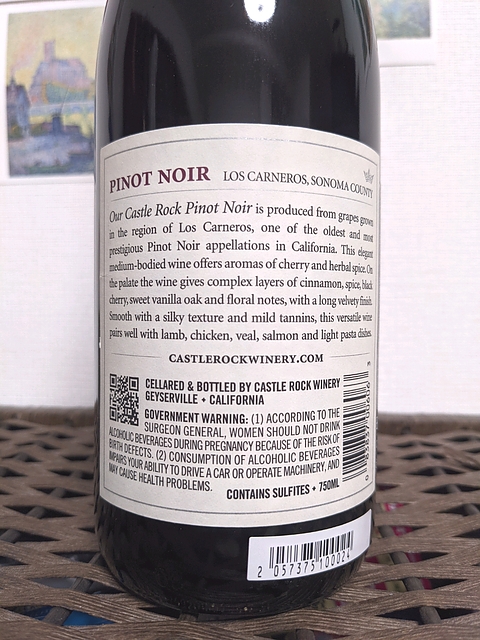 PINOT NOIR LOS CARNEROS, SONOMA COUNTY
Our Castle Rock Pinot Noir is produced from grapes grown
in the region of Los Carneros, one of the oldest and most
prestigious Pinot Noir appellations in California. This elegant
medium-bodied wine offers aromas of cherry and herbal spice. On
the palate the wine gives complex layers of cinnamon, spice, black
cherry, sweet vanilla oak and floral notes, with a long velvety finish.
Smooth with a silky texture and mild tannins, this versatile wine
pairs well with lamb, chicken, veal, salmon and light pasta dishes.
CASTLEROCKWINERY.COM
CELLARED & BOTTLED BY CASTLE ROCK WINERY
GEYSERVILLE + CALIFORNIA
GOVERNMENT WARNING: (1) ACCORDING TO THE
SURGEON GENERAL, WOMEN SHOULD NOT DRINK
ALCOHOLIC BEVERAGES DURING PREGNANCY BECAUSE OF THE RISK OF
BIRTH DEFECTS. (2) CONSUMPTION OF ALCOHOLIC BEVERAGES
IMPAIRS YOUR ABILITY TO DRIVE A CAR OR OPERATE MACHINERY, AND
MAY CAUSE HEALTH PROBLEMS.
CONTAINS SULFITES + 750ML
2 057375 100024